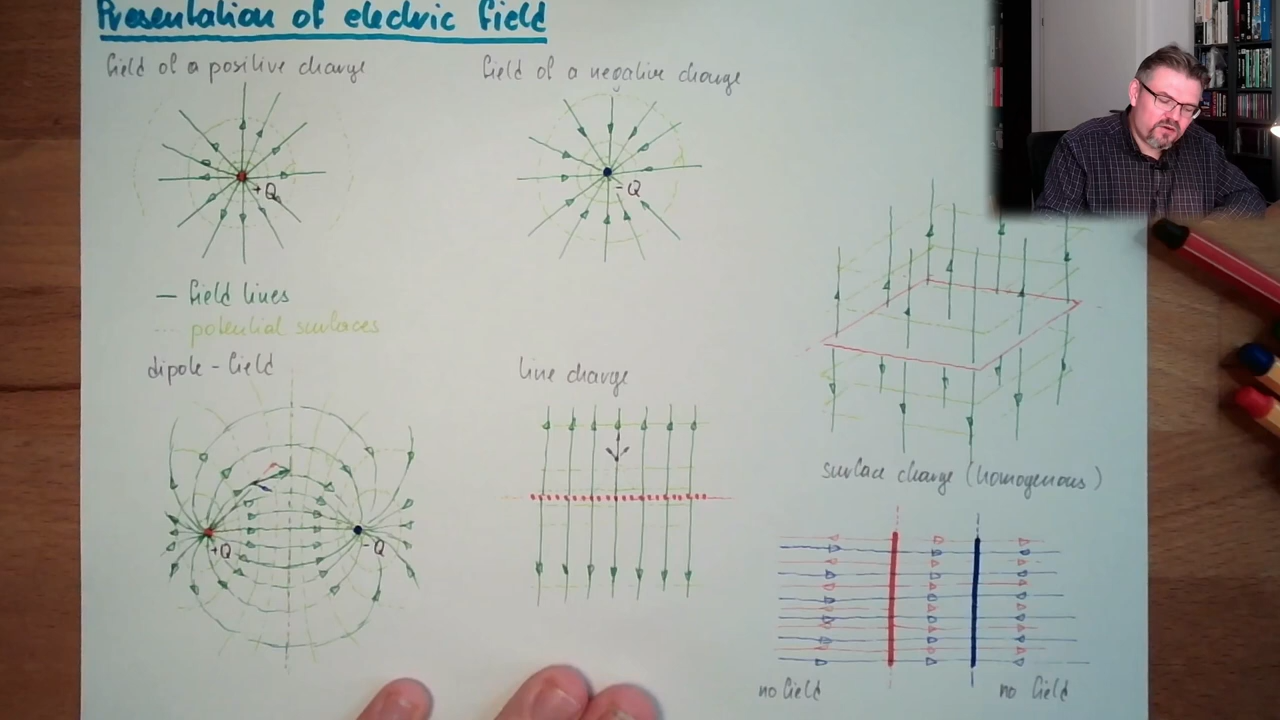 Presentation of electric field
field of a positive charge
field of a negative charge
+Q
-Q
field lines
potential surfaces
dipole-field
line charge
+Q
-Q
surface charge (homogenous)
no field
no field